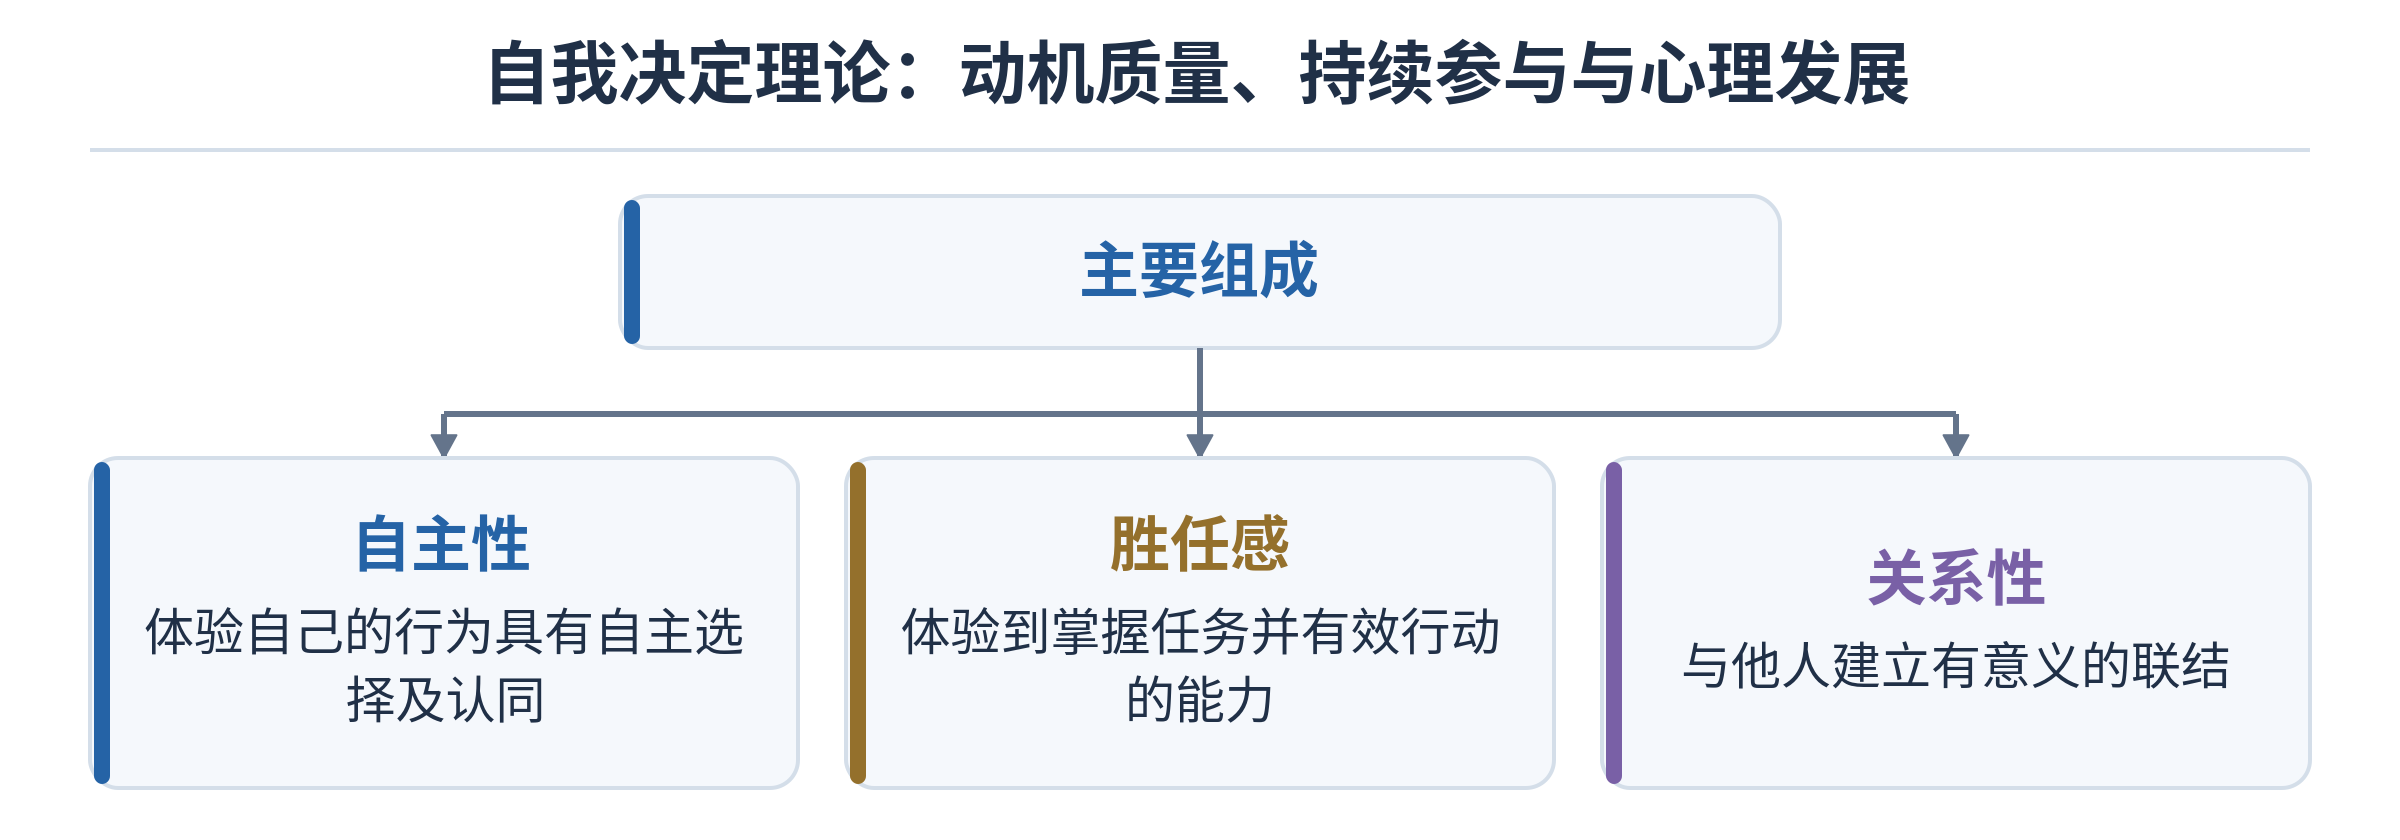 自我决定理论：动机质量、持续参与与心理发展
主要组成
自主性
体验自己的行为具有自主选
择及认同
胜任感
体验到掌握任务并有效行动
的能力
关系性
与他人建立有意义的联结